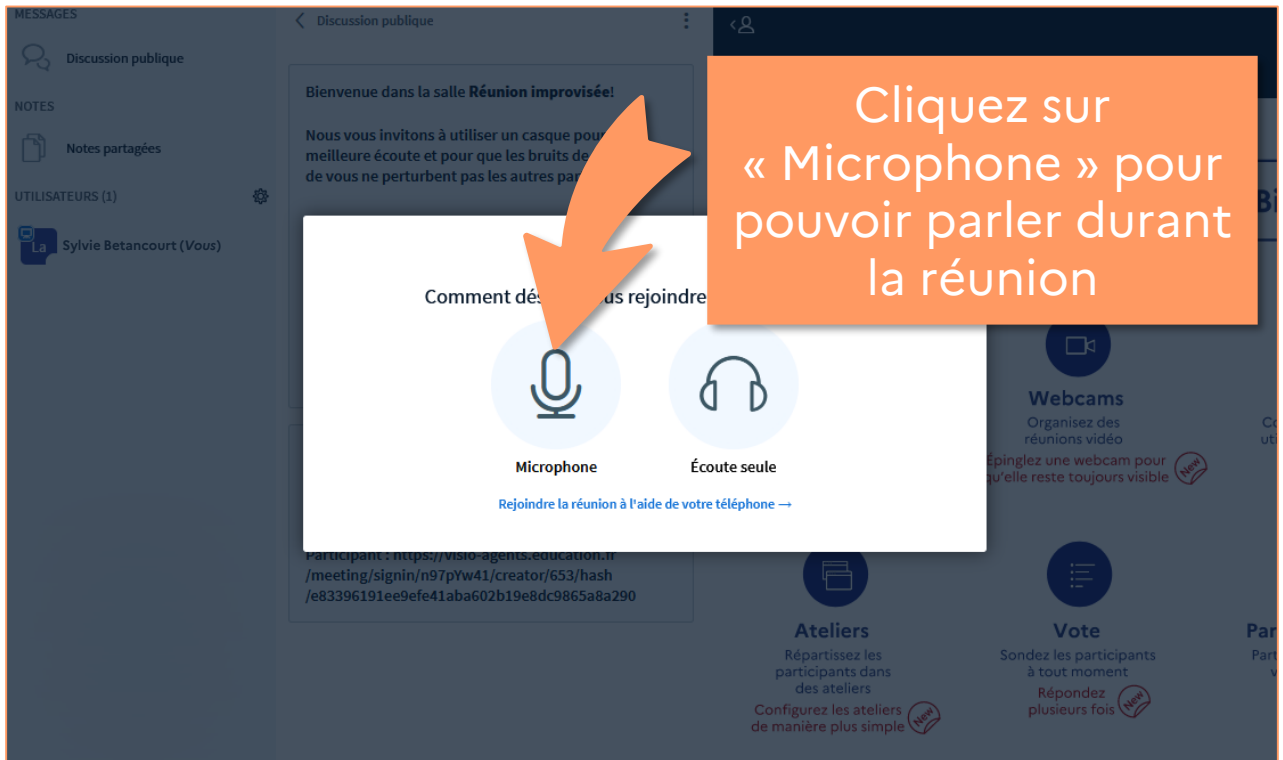 MESSAGES
Discussion publique
NOTES
Notes partagées
UTILISATEURS (1)
La
Sylvie Betancourt (Vous)
Discussion publique
Bienvenue dans la salle Réunion improvisée!
Nous vous invitons à utiliser un casque pour
meilleure écoute et pour que les bruits de
de vous ne perturbent pas les autres
Cliquez sur
« Microphone » pour
pouvoir parler durant
la réunion
Comment rejoindre
Microphone
Écoute seule
Rejoindre la réunion à l'aide de votre téléphone →
Participant : https://visio-agents.education.fr
/meeting/signin/n97pYw41/creator/653/hash
/e83396191ee9efe41aba602b19e8dc9865a8a290
Webcams
Organisez des
réunions vidéo
Épinglez une webcam pour
qu'elle reste toujours visible
New
Ateliers
Répartissez les
participants dans
des ateliers
Configurez les ateliers
de manière plus simple
New
Vote
Sondez les participants
à tout moment
Répondez
plusieurs fois
New